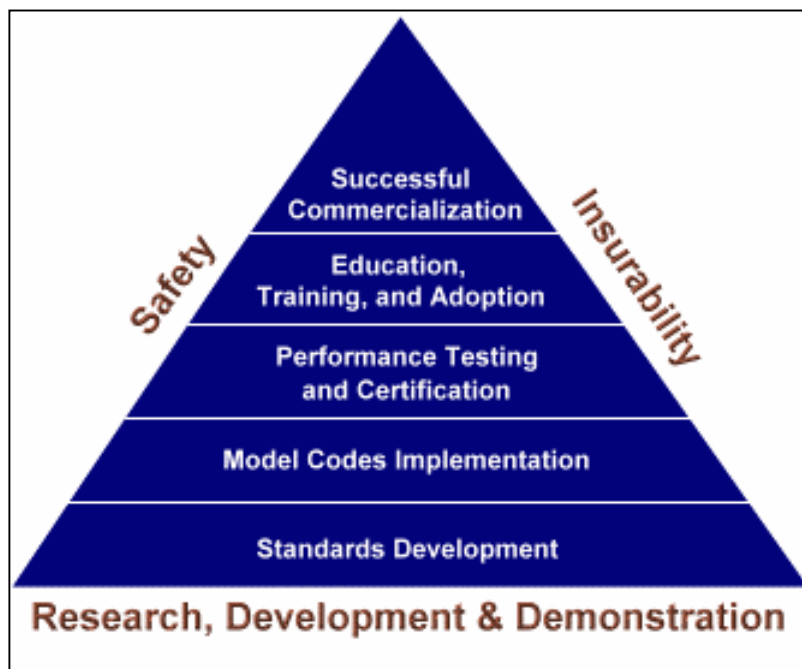 Successful
Commercialization
Safety
Insurability
Education,
Training, and Adoption
Performance Testing
and Certification
Model Codes Implementation
Standards Development
Research, Development & Demonstration